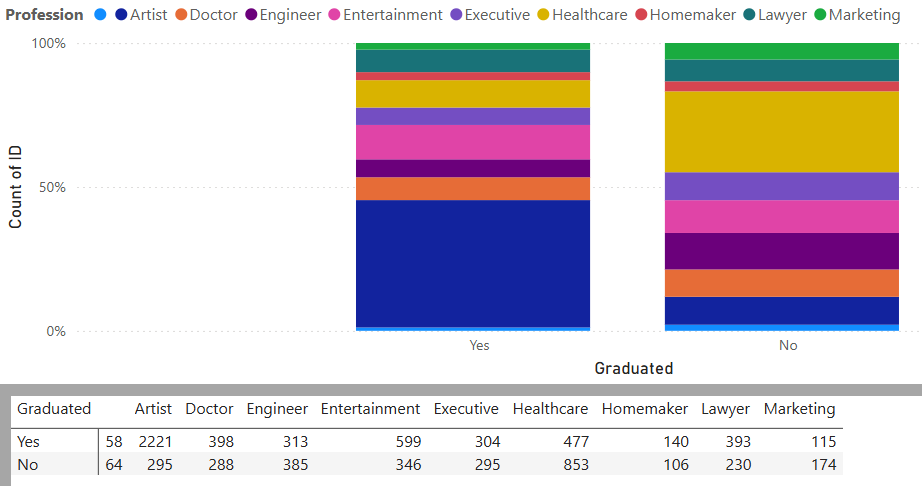 Profession Artist Doctor Engineer Entertainment Executive Healthcare Homemaker Lawyer Marketing
100%
50%
0%
Count of ID
Yes No
Graduated
Graduated Artist Doctor Engineer Entertainment Executive Healthcare Homemaker Lawyer Marketing
Yes 58 2221 398 313 599 304 477 140 393 115
No 64 295 288 385 346 295 853 106 230 174